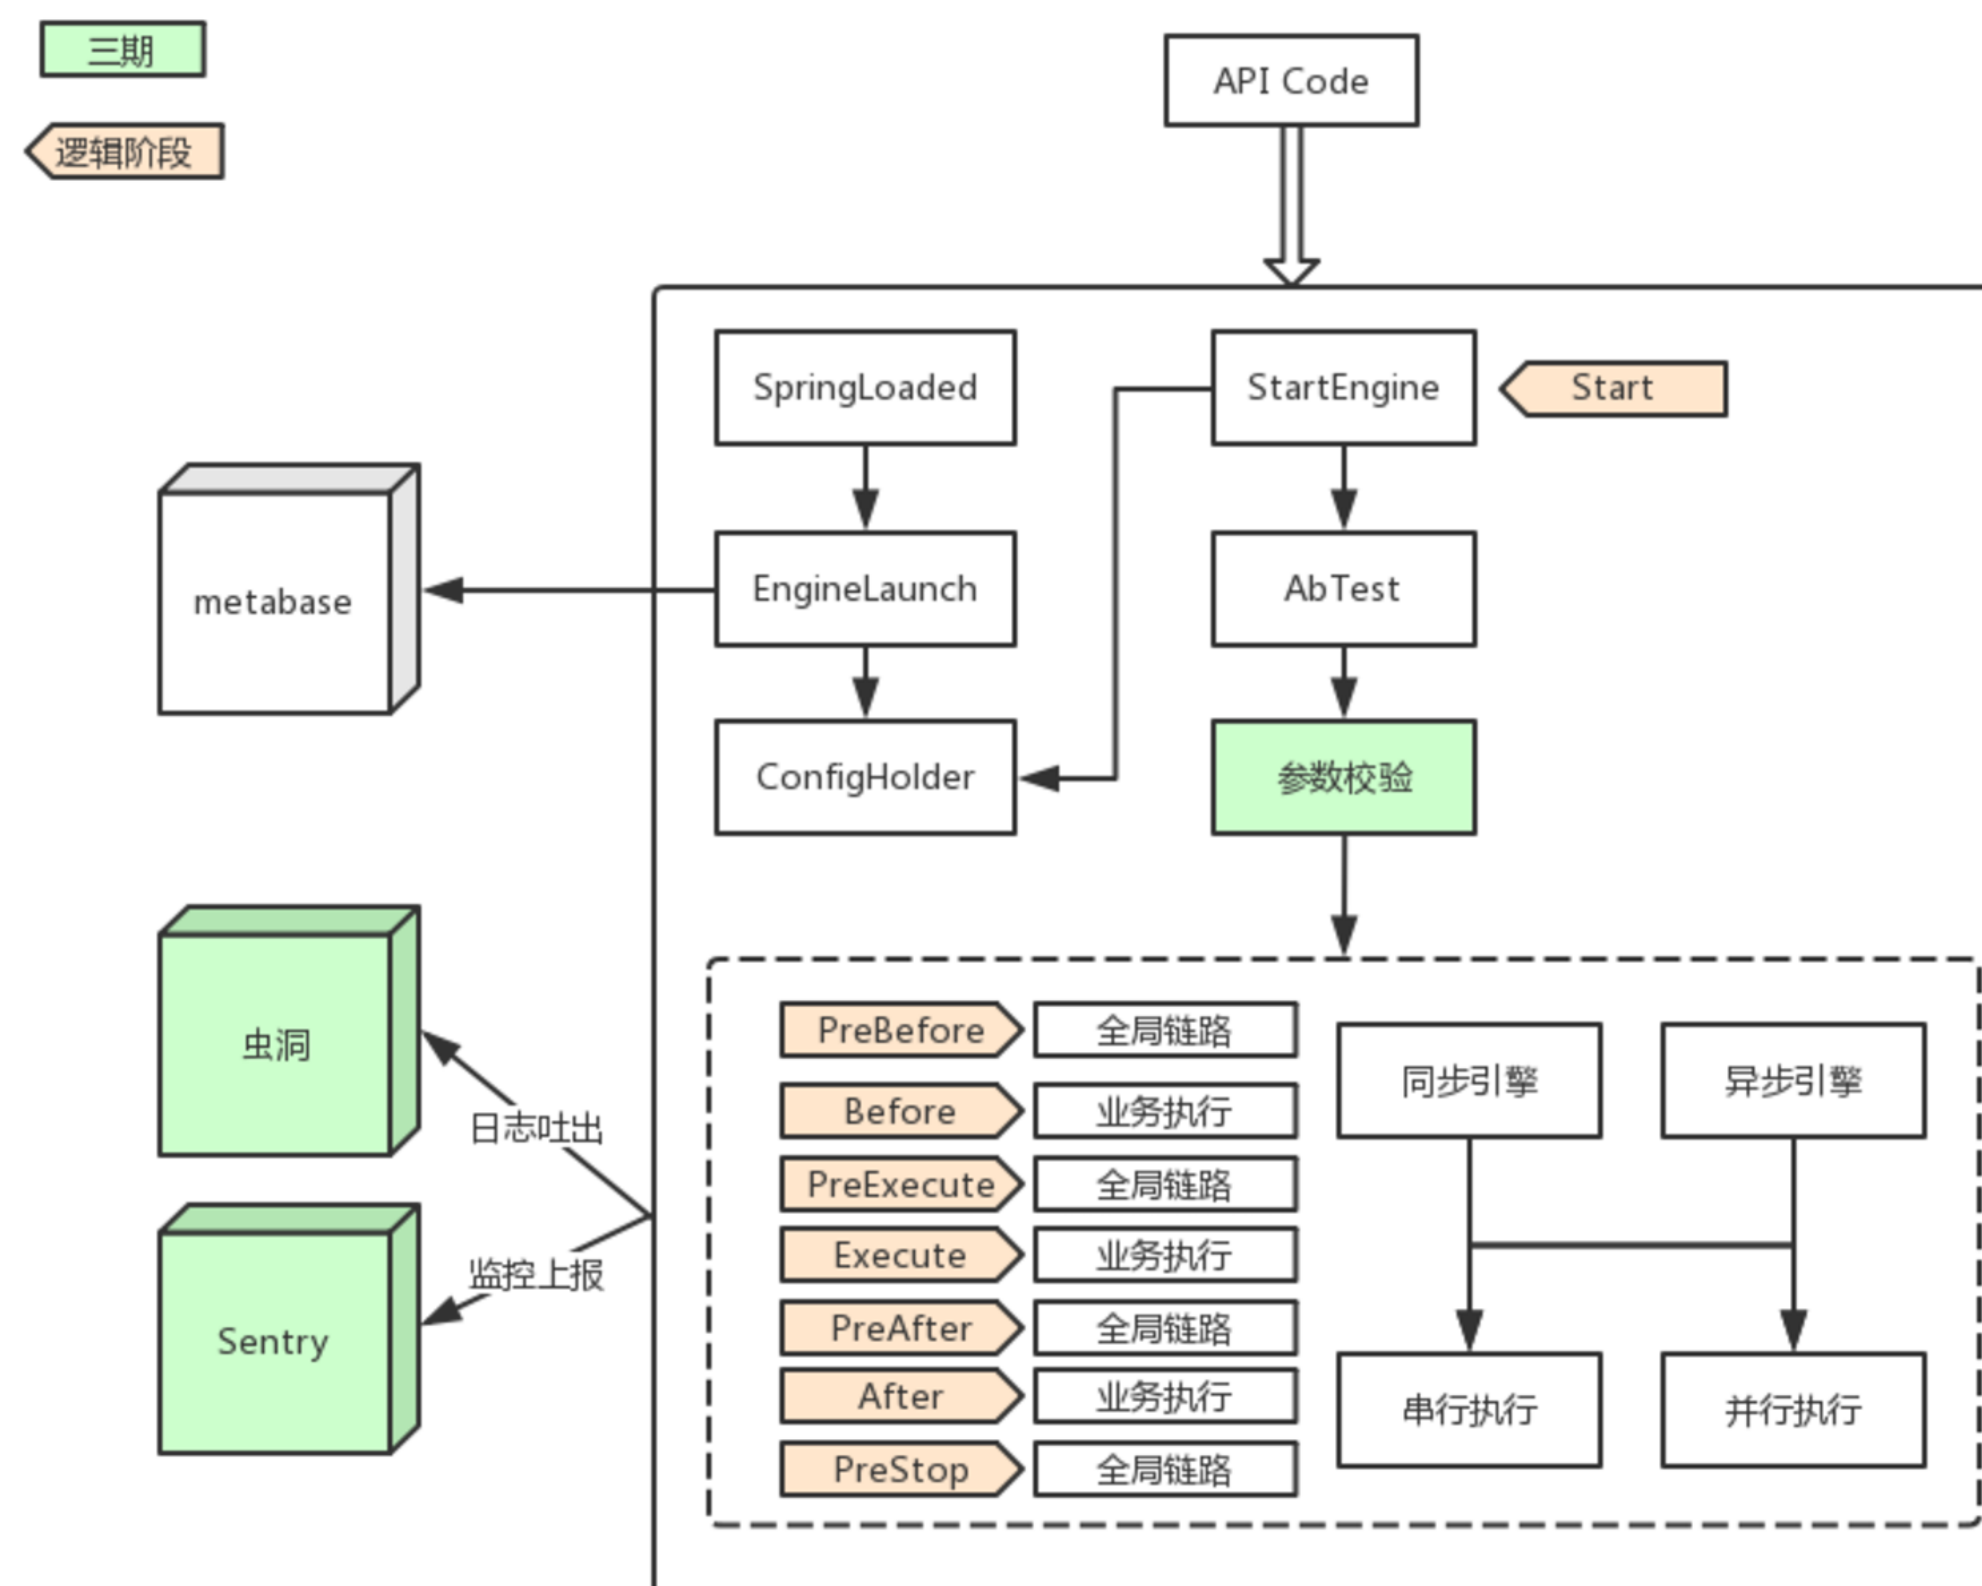 三期
API Code
逻辑阶段
SpringLoaded
StartEngine
Start
metabase
EngineLaunch
AbTest
ConfigHolder
参数校验
虫洞
日志吐出
监控上报
Sentry
PreBefore
全局链路
Before
业务执行
PreExecute
全局链路
Execute
业务执行
PreAfter
全局链路
After
业务执行
PreStop
全局链路
同步引擎
异步引擎
串行执行
并行执行